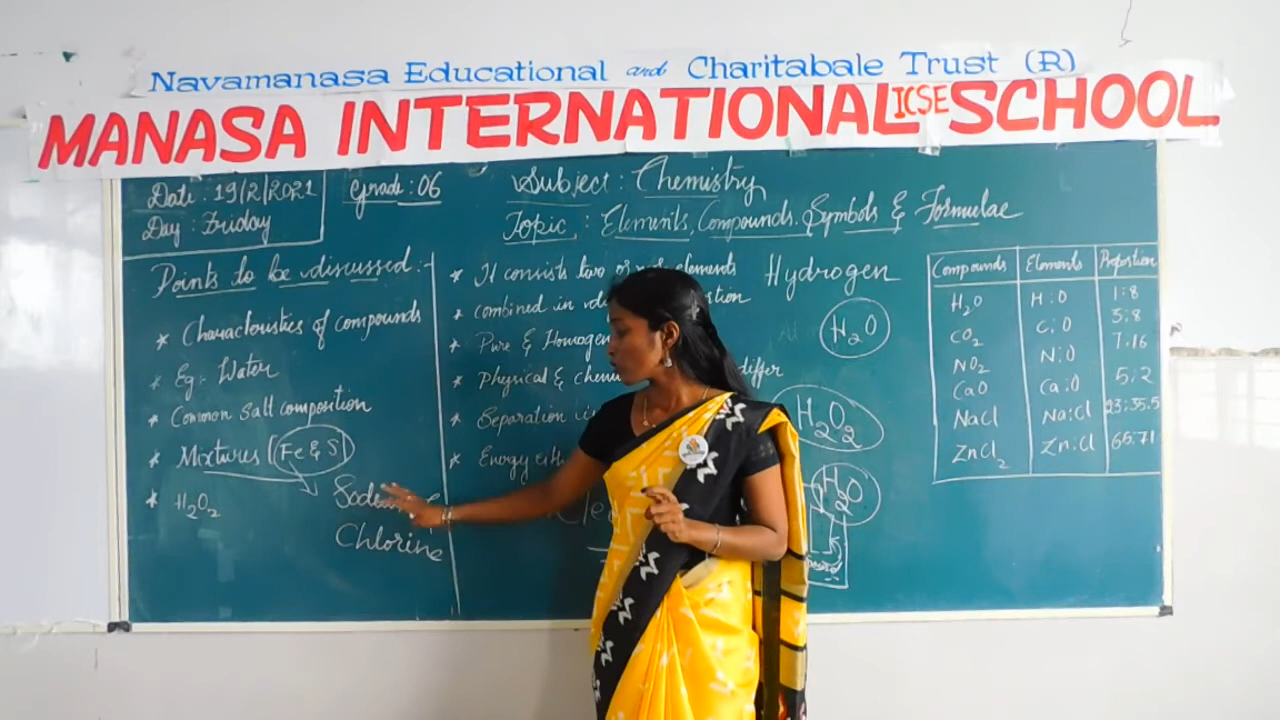 Navamanasa Educational and Charitabale Trust (R)
MANASA INTERNATIONAL ICSE SCHOOL
Date : 19/2/2021
Day : Friday
Grade : 06
Subject : Chemistry
Topic : Elements, Compounds. Symbols & Formulae
Points to be discussed :-
* Characteristics of compounds
* Eg:- Water
* Common salt composition
* Mixtures (Fe & S)
* H₂O₂
Chlorine
* It consists two or elements
* combined in
* Pure &
* Physical & differ
* Separation
* Energy
Hydrogen
H₂O
H₂O₂
H₂O
Compounds Elements Proportion
H₂O H:O 1:8
CO₂ C:O 3:8
NO₂ N:O 7:16
CaO Ca:O 5:2
NaCl Na:Cl 23:35.5
ZnCl₂ Zn:Cl 66.71